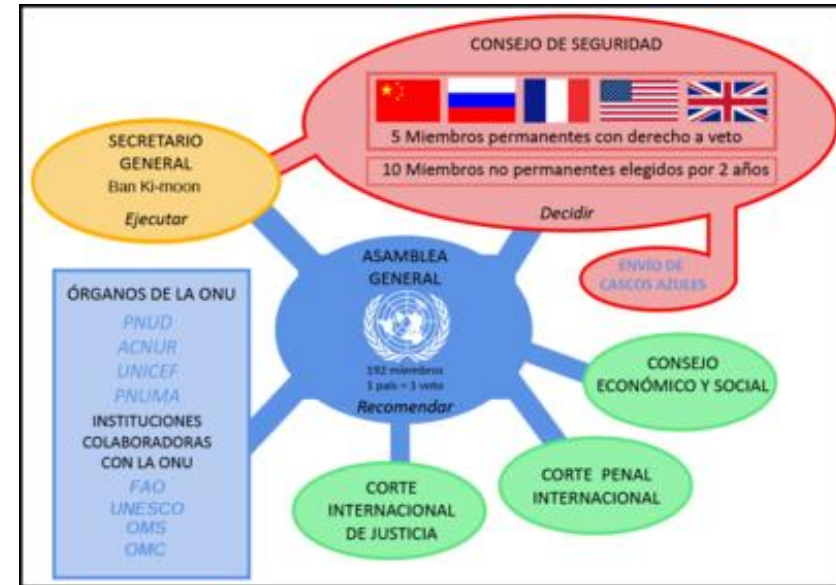 CONSEJO DE SEGURIDAD
5 Miembros permanentes con derecho a veto
10 Miembros no permanentes elegidos por 2 años
Decidir
ENVÍO DE
CASCOS AZULES
SECRETARIO
GENERAL
Ban Ki-moon
Ejecutar
ASAMBLEA
GENERAL
192 miembros
1 país = 1 voto
Recomendar
ÓRGANOS DE LA ONU
PNUD
ACNUR
UNICEF
PNUMA
INSTITUCIONES
COLABORADORAS
CON LA ONU
FAO
UNESCO
OMS
OMC
CONSEJO
ECONÓMICO Y SOCIAL
CORTE PENAL
INTERNACIONAL
CORTE
INTERNACIONAL
DE JUSTICIA